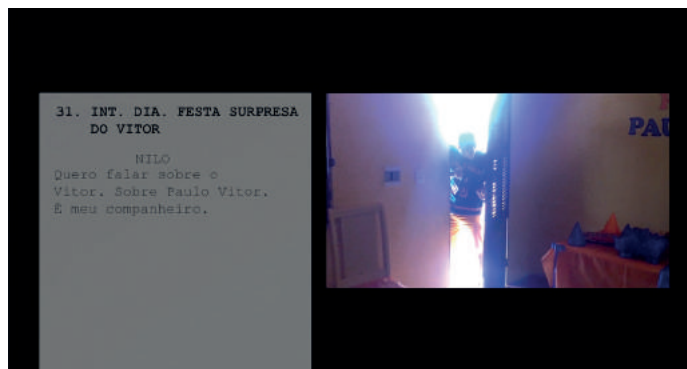 31. INT. DIA. FESTA SURPRESA
DO VITOR
NILO
Quero falar sobre o
Vitor. Sobre Paulo Vitor.
É meu companheiro.
PAU